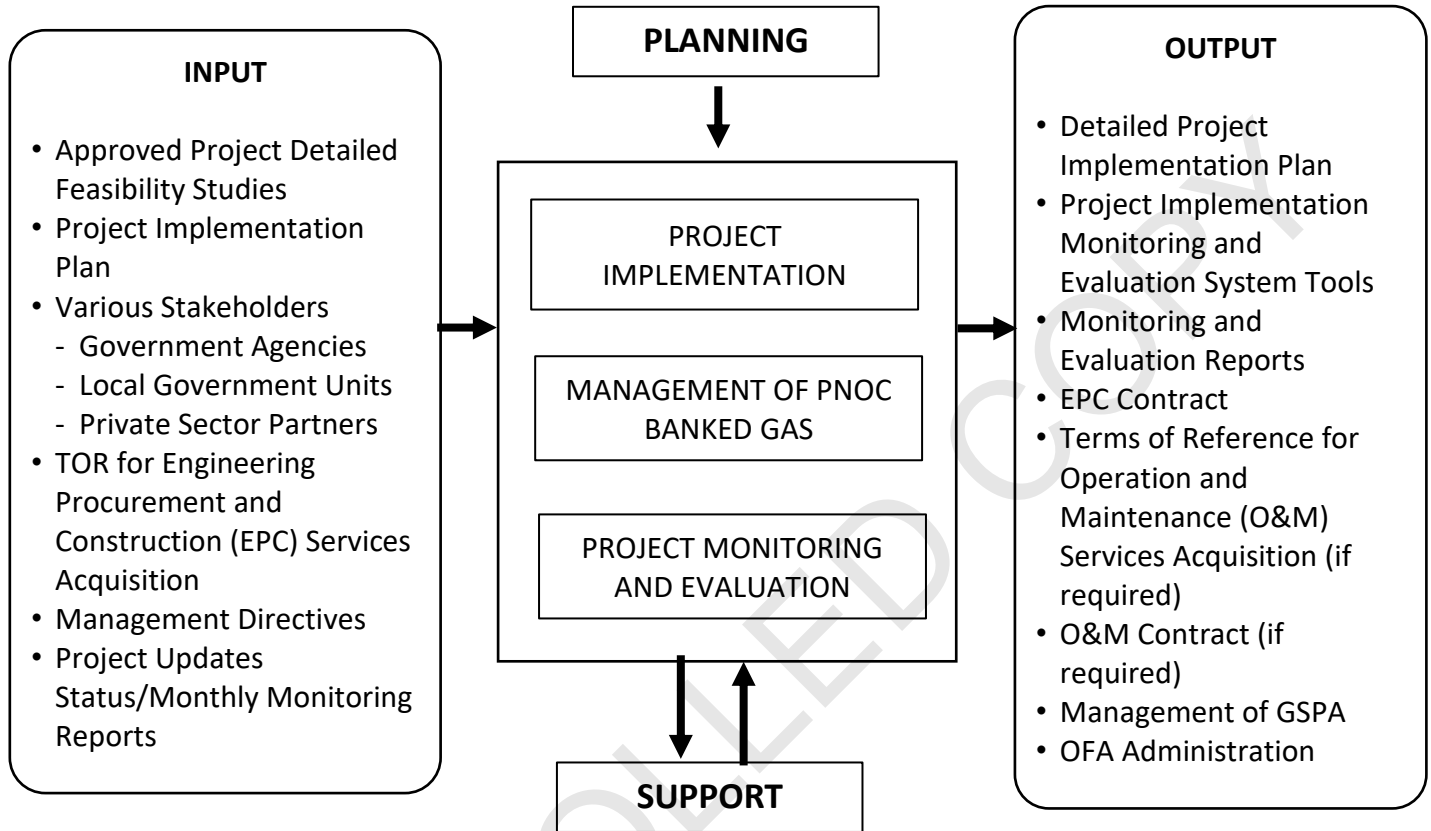 INPUT
• Approved Project Detailed
Feasibility Studies
• Project Implementation
Plan
• Various Stakeholders
- Government Agencies
- Local Government Units
- Private Sector Partners
• TOR for Engineering
Procurement and
Construction (EPC) Services
Acquisition
• Management Directives
• Project Updates
Status/Monthly Monitoring
Reports
PLANNING
PROJECT
IMPLEMENTATION
MANAGEMENT OF PNOC
BANKED GAS
PROJECT MONITORING
AND EVALUATION
SUPPORT
OUTPUT
• Detailed Project
Implementation Plan
• Project Implementation
Monitoring and
Evaluation System Tools
• Monitoring and
Evaluation Reports
• EPC Contract
• Terms of Reference for
Operation and
Maintenance (O&M)
Services Acquisition (if
required)
• O&M Contract (if
required)
• Management of GSPA
• OFA Administration
OLLED COPY